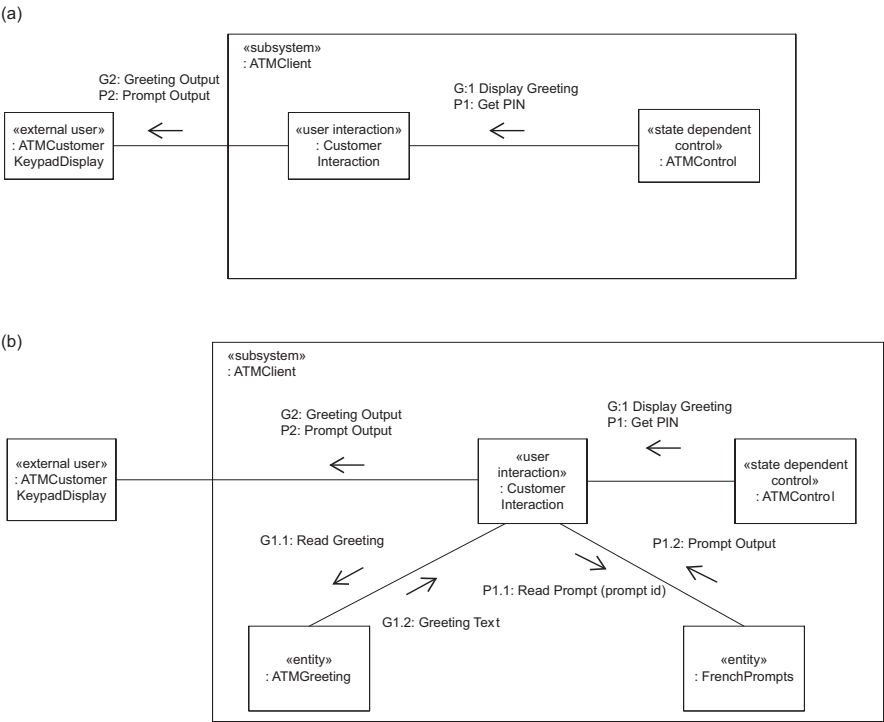 (a)
«subsystem»
: ATMClient
G2: Greeting Output
P2: Prompt Output
G:1 Display Greeting
P1: Get PIN
«external user»
: ATMCustomer
KeypadDisplay
«user interaction»
: Customer
Interaction
«state dependent
control»
: ATMControl
(b)
«subsystem»
: ATMClient
G2: Greeting Output
P2: Prompt Output
G:1 Display Greeting
P1: Get PIN
«external user»
: ATMCustomer
KeypadDisplay
«user
interaction»
: Customer
Interaction
«state dependent
control»
: ATMControl
G1.1: Read Greeting
P1.2: Prompt Output
P1.1: Read Prompt (prompt id)
G1.2: Greeting Text
«entity»
: ATMGreeting
«entity»
: FrenchPrompts